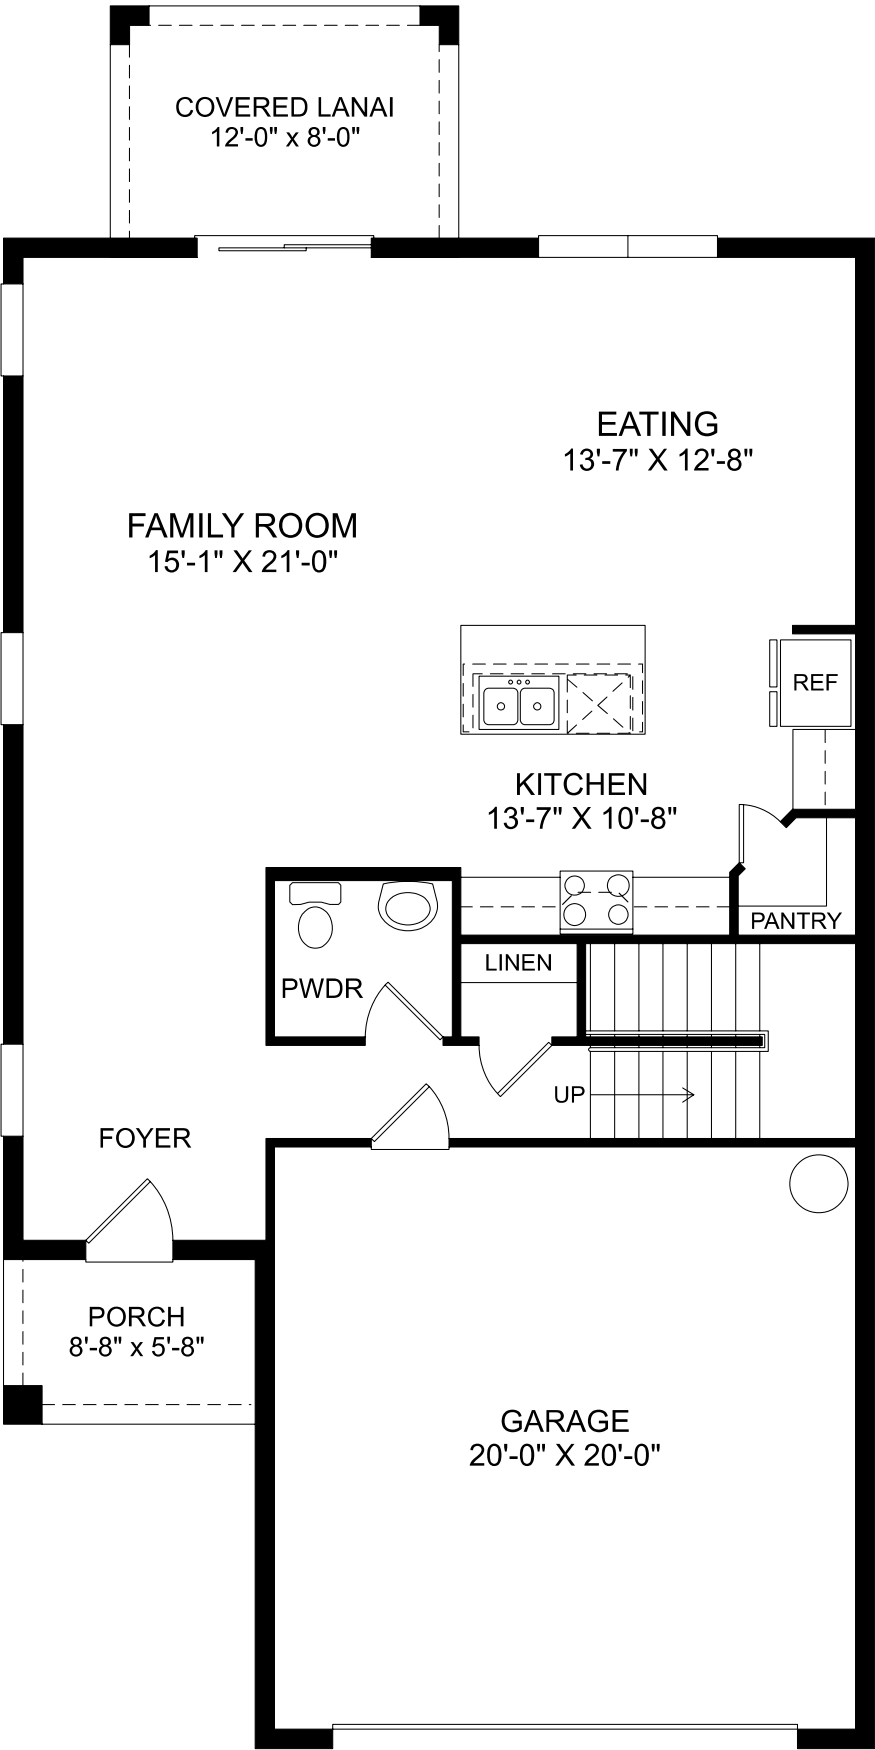 COVERED LANAI
12'-0" x 8'-0"
EATING
13'-7" X 12'-8"
FAMILY ROOM
15'-1" X 21'-0"
REF
KITCHEN
13'-7" X 10'-8"
PANTRY
LINEN
PWDR
UP
FOYER
PORCH
8'-8" x 5'-8"
GARAGE
20'-0" X 20'-0"